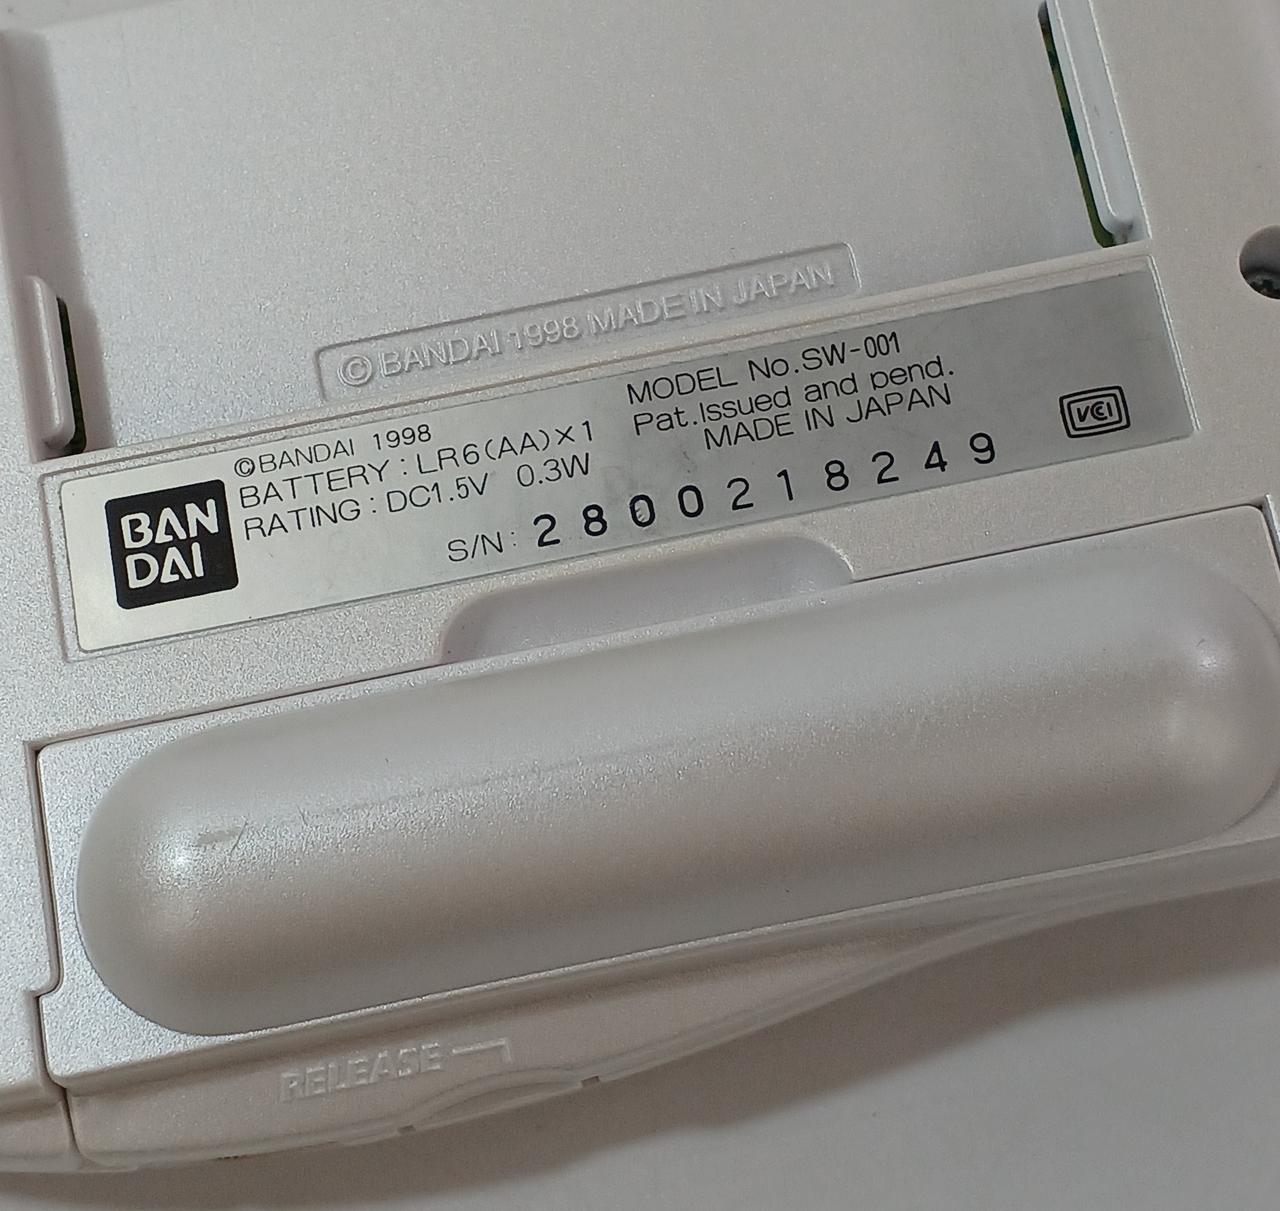 ©BANDAI 1998 MADE IN JAPAN
BAN
DAI
©BANDAI 1998
BATTERY : LR6(AA)×1
RATING : DC1.5V 0.3W
MODEL No.SW-001
Pat.Issued and pend.
MADE IN JAPAN
VCI
S/N: 2800218249
RELEASE